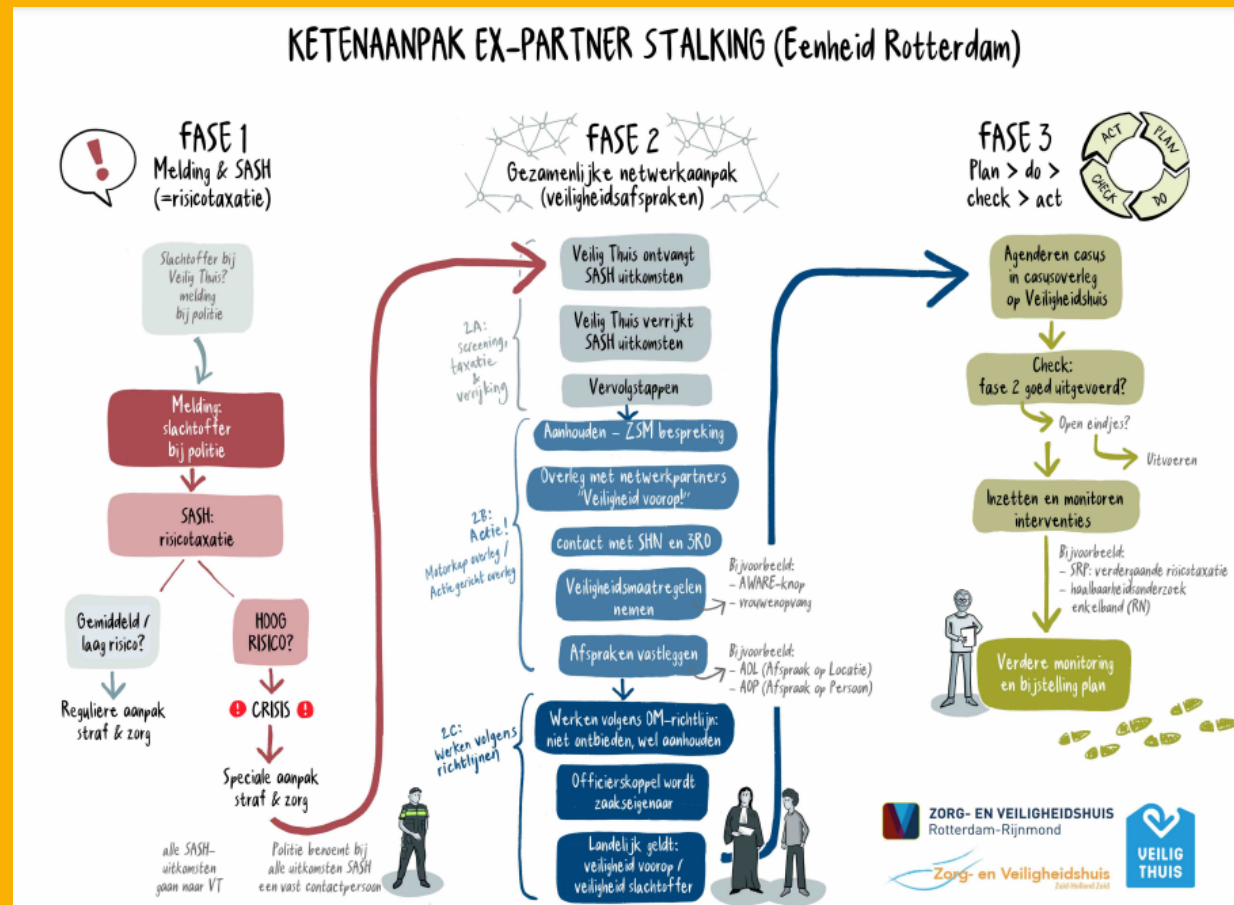 KETENAANPAK EX-PARTNER STALKING (Eenheid Rotterdam)
FASE 1
Melding & SASH
(=risicotaxatie)
Slachtoffer bij
Veilig Thuis?
melding
bij politie
Melding:
slachtoffer
bij politie
SASH:
risicotaxatie
Gemiddeld /
laag risico?
HOOG
RISICO?
Reguliere aanpak
straf & zorg
! CRISIS !
Speciale aanpak
straf & zorg
alle SASH-
uitkomsten
gaan naar VT
Politie benoemt bij
alle uitkomsten SASH
een vast contactpersoon
FASE 2
Gezamenlijke netwerkaanpak
(veiligheidsafspraken)
2A:
screening,
taxatie
&
verrijking
Veilig Thuis ontvangt
SASH uitkomsten
Veilig Thuis verrijkt
SASH uitkomsten
Vervolgstappen
2B:
Actie!
Motorkap overleg /
Actiegericht overleg
Aanhouden - ZSM bespreking
Overleg met netwerkpartners
"Veiligheid voorop!"
contact met SHN en 3RO
Veiligheidsmaatregelen
nemen
Bijvoorbeeld:
- AWARE-knop
- vrouwenopvang
Afspraken vastleggen
Bijvoorbeeld:
- AOL (Afspraak op Locatie)
- AOP (Afspraak op Persoon)
2C:
Werken volgens
richtlijnen
Werken volgens OM-richtlijn:
niet ontbieden, wel aanhouden
Officierskoppel wordt
zaakseigenaar
Landelijk geldt:
veiligheid voorop /
veiligheid slachtoffer
FASE 3
Plan > do >
check > act
ACT
PLAN
DO
CHECK
Agenderen casus
in casusoverleg
op Veiligheidshuis
Check:
fase 2 goed uitgevoerd?
Open eindjes?
Uitvoeren
Inzetten en monitoren
interventies
Bijvoorbeeld:
- SRP: verdergaande risicotaxatie
- haalbaarheidsonderzoek
enkelband (RN)
Verdere monitoring
en bijstelling plan
ZORG- EN VEILIGHEIDSHUIS
Rotterdam-Rijnmond
Zorg- en Veiligheidshuis
Zuid-Holland Zuid
VEILIG
THUIS